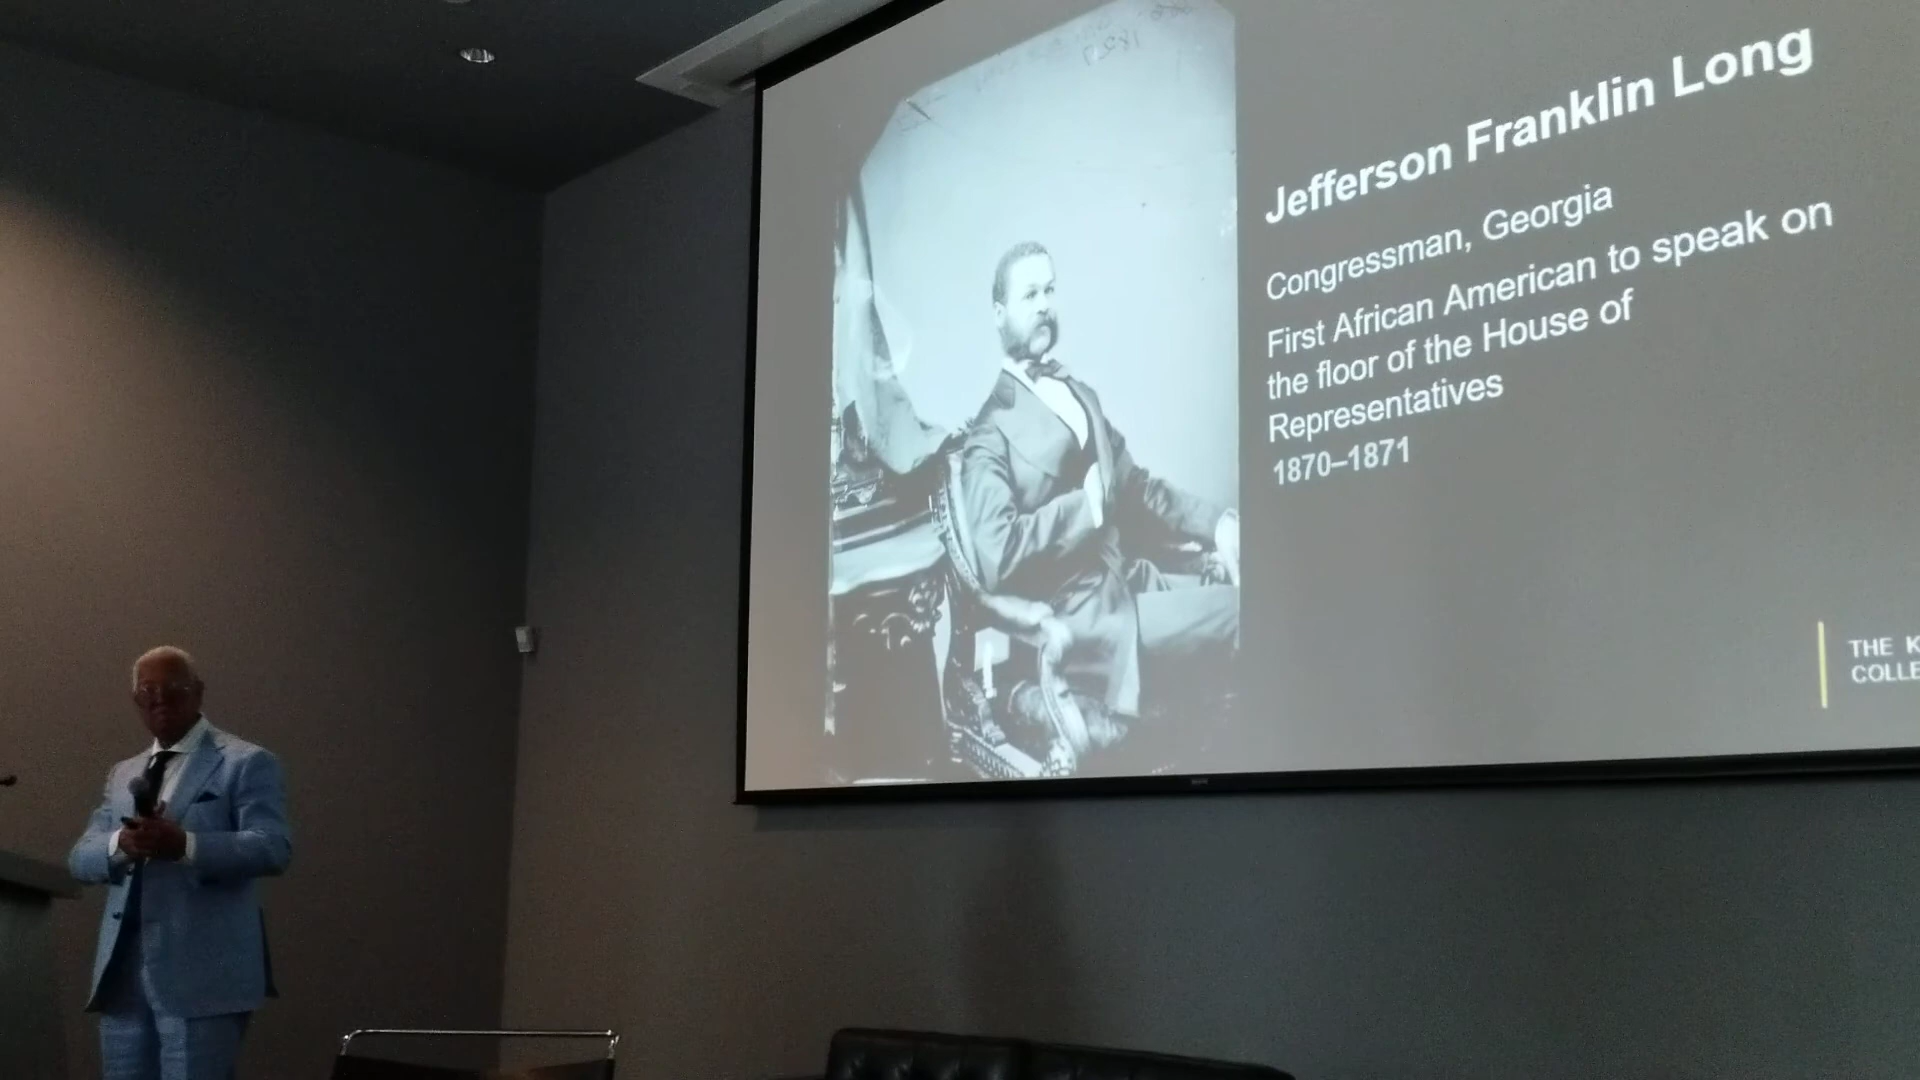 Jefferson Franklin Long
Congressman, Georgia
First African American to speak on
the floor of the House of
Representatives
1870–1871
THE K
COLLE